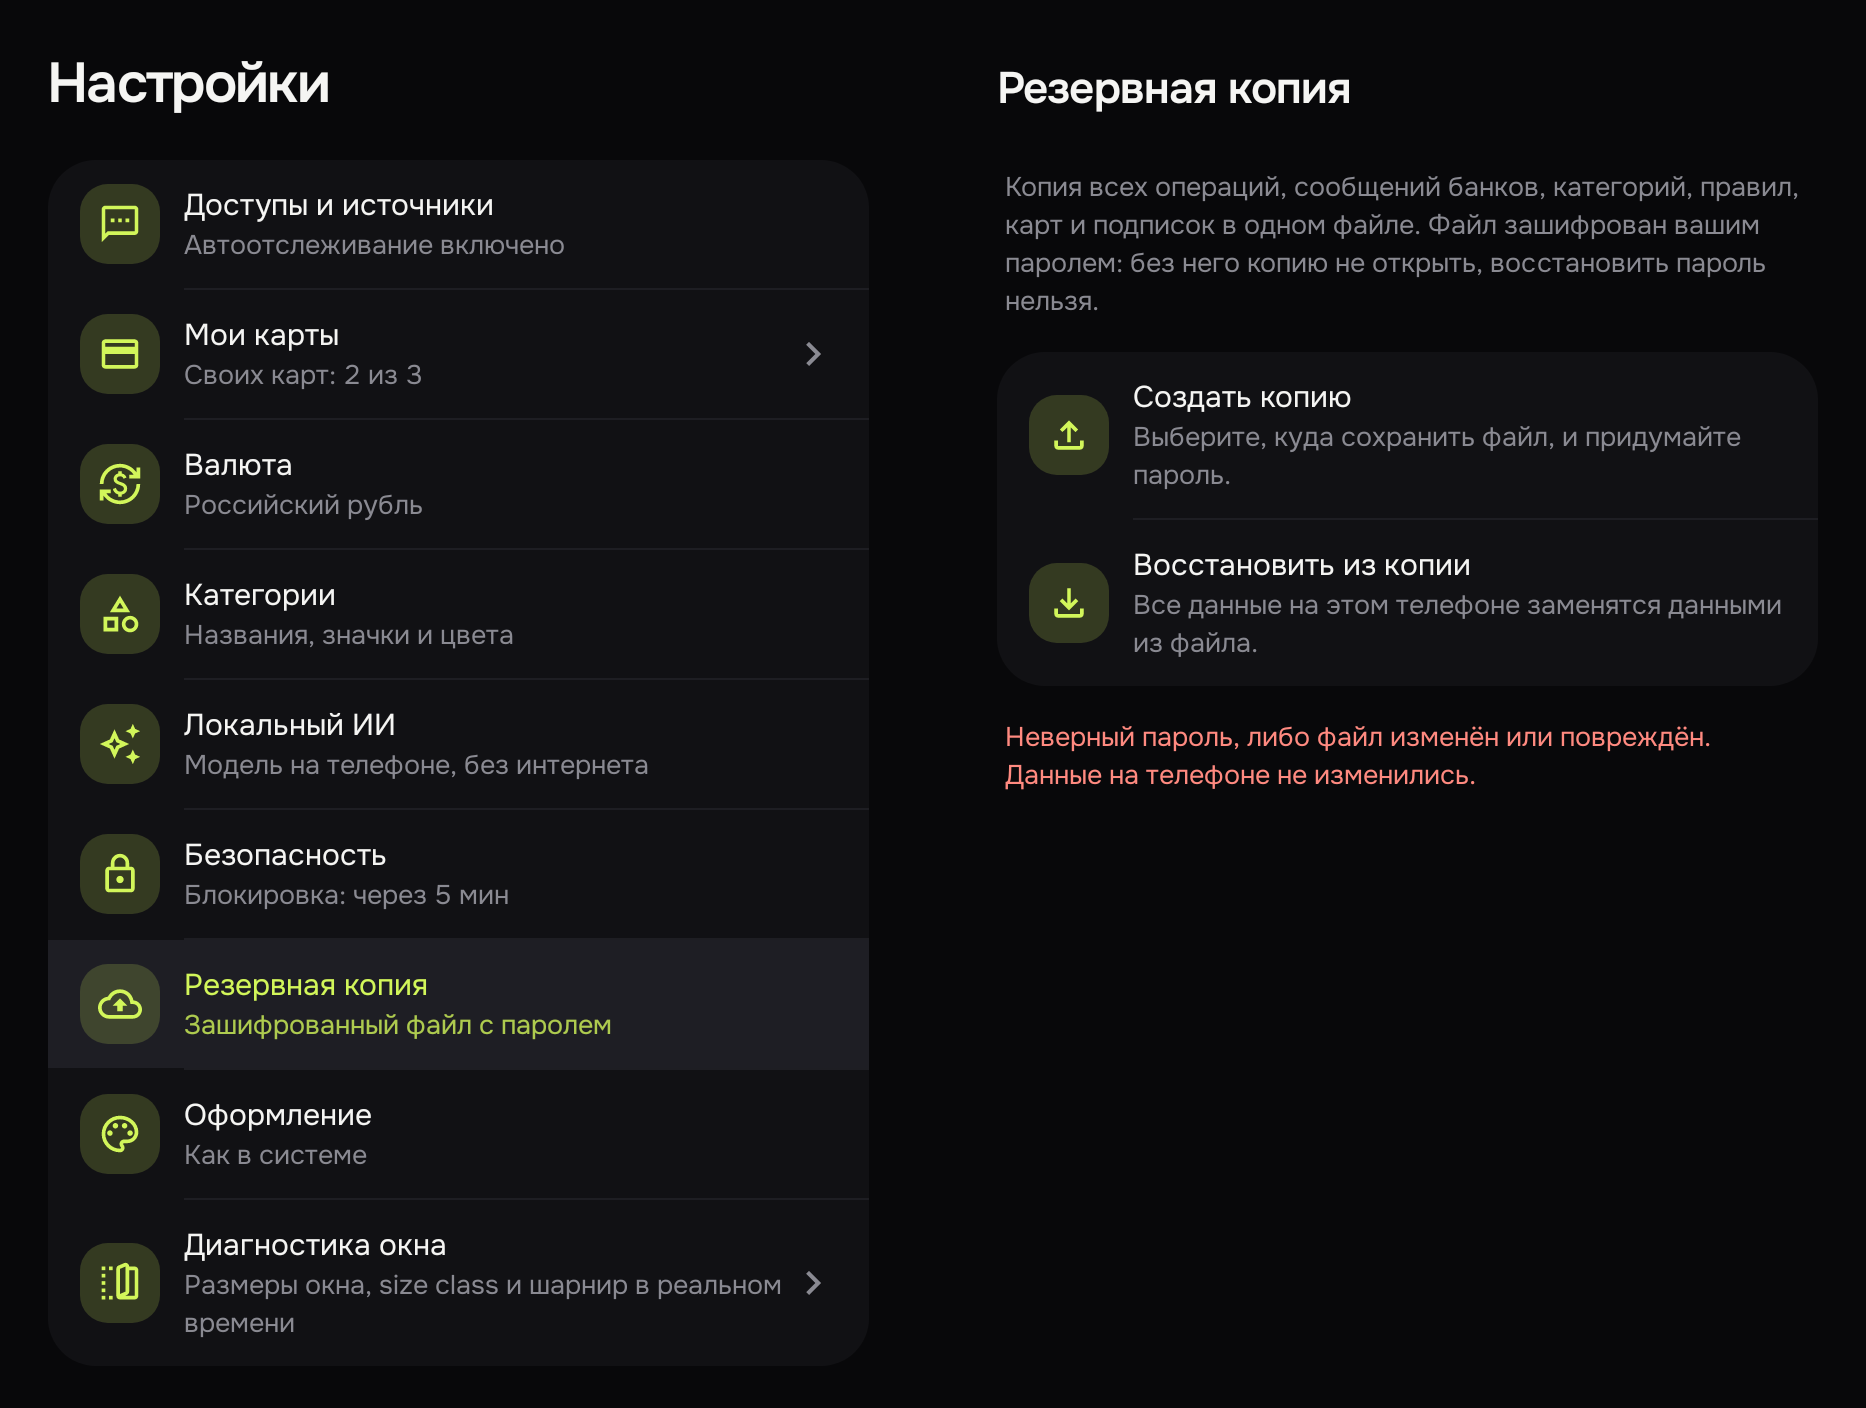 Настройки
Доступы и источники
Автоотслеживание включено
Мои карты
Своих карт: 2 из 3
Валюта
Российский рубль
Категории
Названия, значки и цвета
Локальный ИИ
Модель на телефоне, без интернета
Безопасность
Блокировка: через 5 мин
Резервная копия
Зашифрованный файл с паролем
Оформление
Как в системе
Диагностика окна
Размеры окна, size class и шарнир в реальном
времени
Резервная копия
Копия всех операций, сообщений банков, категорий, правил,
карт и подписок в одном файле. Файл зашифрован вашим
паролем: без него копию не открыть, восстановить пароль
нельзя.
Создать копию
Выберите, куда сохранить файл, и придумайте
пароль.
Восстановить из копии
Все данные на этом телефоне заменятся данными
из файла.
Неверный пароль, либо файл изменён или повреждён.
Данные на телефоне не изменились.